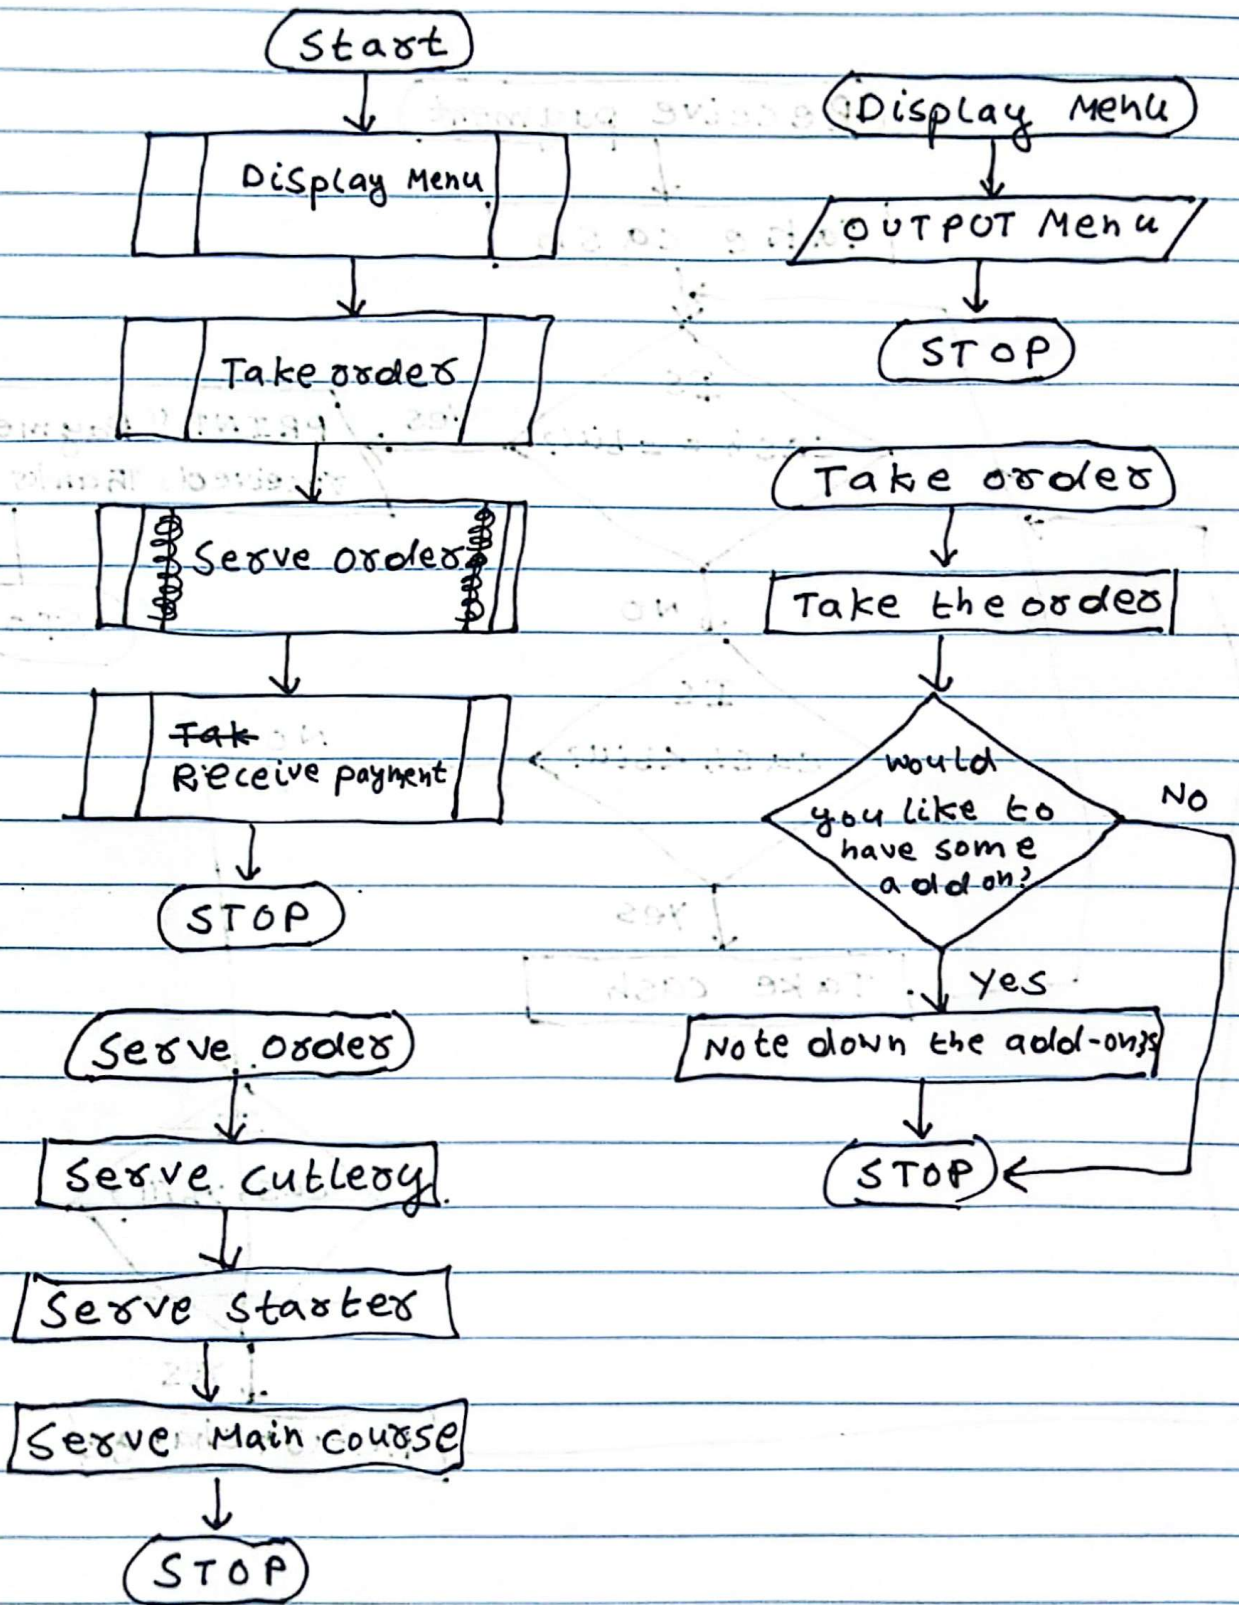 Start
Display Menu
Take order
Serve order
Tak
Receive payment
STOP
Display Menu
OUTPUT Menu
STOP
Take order
Take the order
would
you like to
have some
add on?
No
Yes
Note down the add-ons
STOP
Serve order
Serve cutlery
Serve starter
Serve Main course
STOP